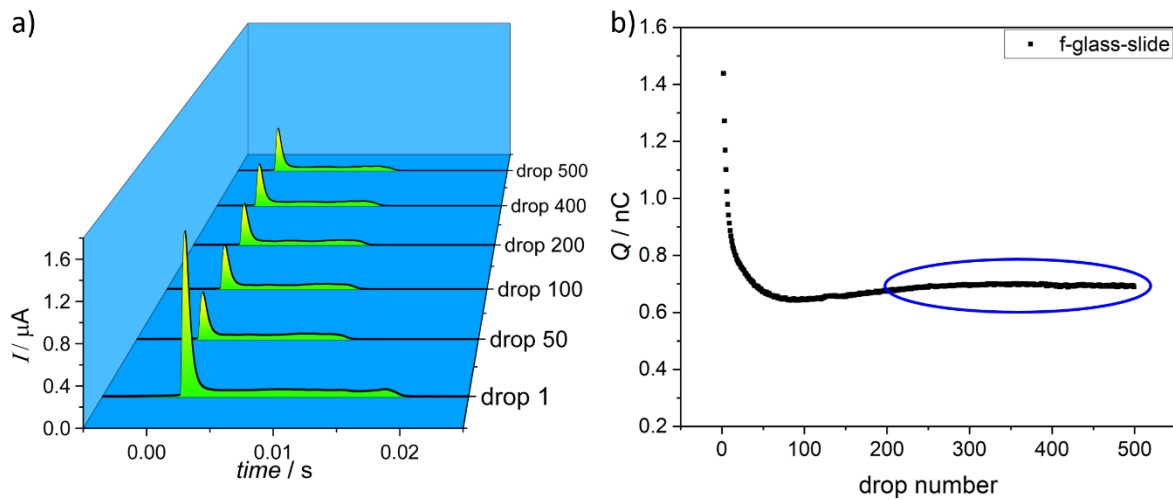 a)
I / μA
1.6
1.2
0.8
0.4
0.0
0.00
0.01
0.02
time / s
drop 500
drop 400
drop 200
drop 100
drop 50
drop 1
b)
Q / nC
1.6
1.4
1.2
1.0
0.8
0.6
0.4
0.2
f-glass-slide
0
100
200
300
400
500
drop number